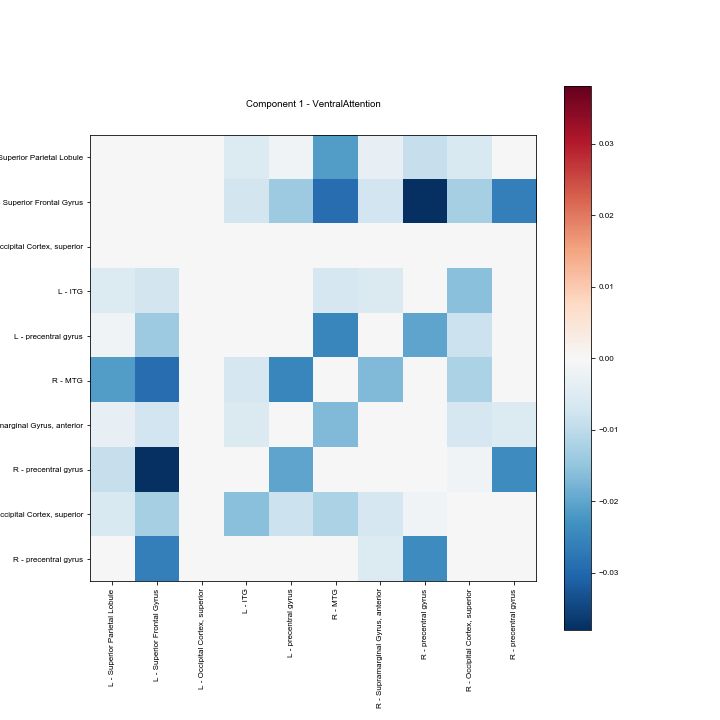 Component 1 - VentralAttention
Superior Parietal Lobule
Superior Frontal Gyrus
ccipital Cortex, superior
L - ITG
L - precentral gyrus
R - MTG
marginal Gyrus, anterior
R - precentral gyrus
ccipital Cortex, superior
R - precentral gyrus
L - Superior Parietal Lobule
L - Superior Frontal Gyrus
L - Occipital Cortex, superior
L - ITG
L - precentral gyrus
R - MTG
R - Supramarginal Gyrus, anterior
R - precentral gyrus
R - Occipital Cortex, superior
R - precentral gyrus
0.03
0.02
0.01
0.00
−0.01
−0.02
−0.03